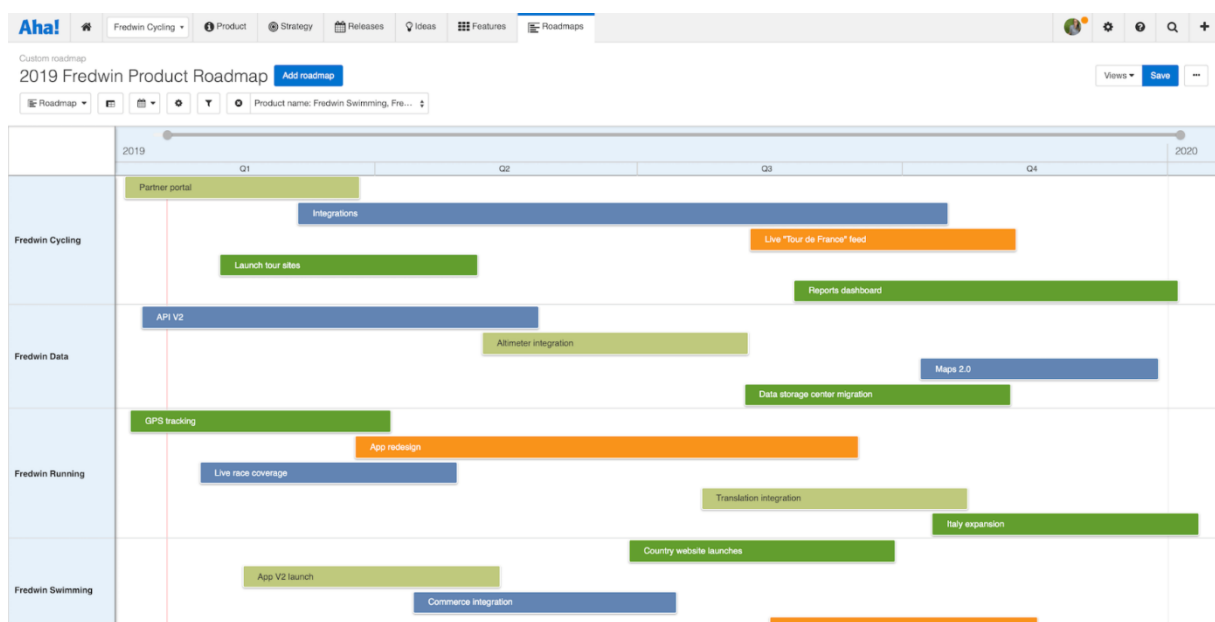 Aha! Fredwin Cycling Product Strategy Releases Ideas Features Roadmaps
Custom roadmap
2019 Fredwin Product Roadmap Add roadmap Views Save
Roadmap Product name: Fredwin Swimming, Fre...
2019 2020
Q1 Q2 Q3 Q4
Partner portal
Integrations
Fredwin Cycling
Live "Tour de France" feed
Launch tour sites
Reports dashboard
API V2
Altimeter integration
Fredwin Data
Maps 2.0
Data storage center migration
GPS tracking
App redesign
Fredwin Running
Live race coverage
Translation integration
Italy expansion
Country website launches
App V2 launch
Fredwin Swimming
Commerce integration